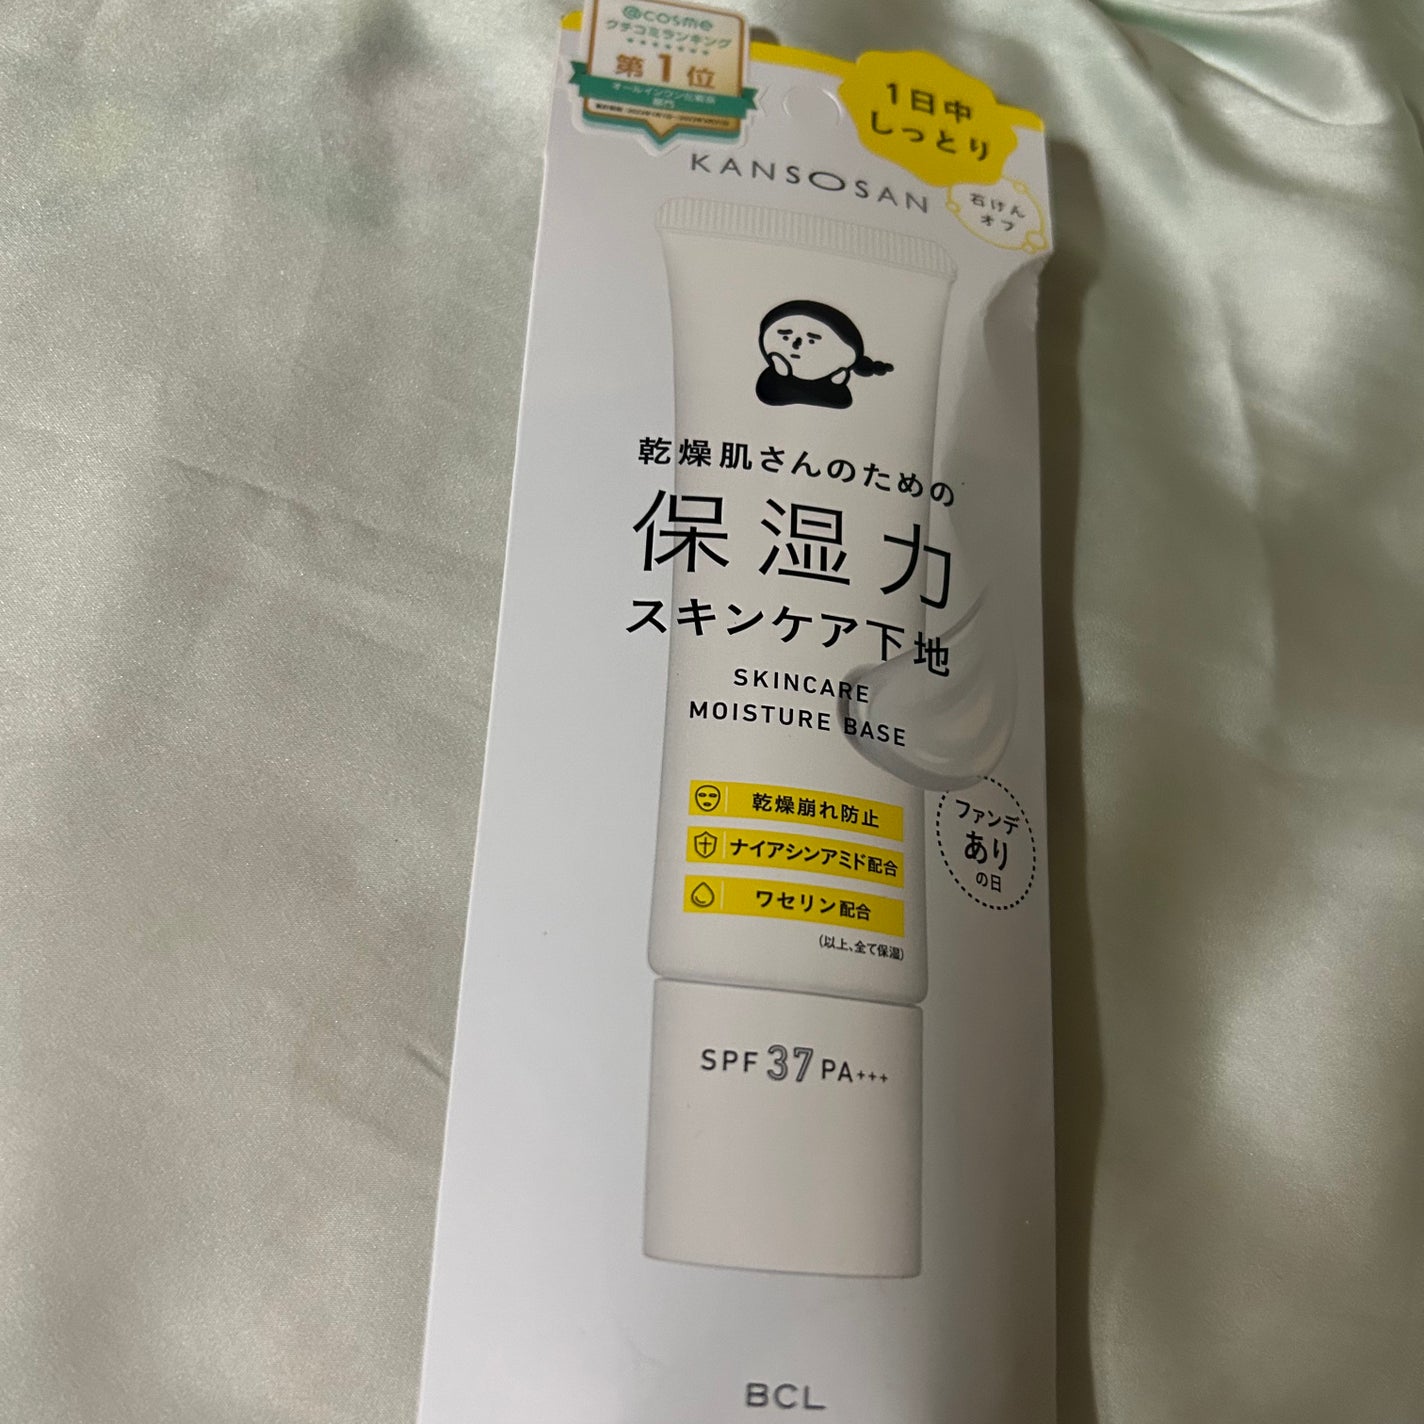 @cosme
クチコミランキング
第1位
オールインワン化粧品
部門
1日中
しっとり
KANSOSAN
石けん
オフ
乾燥肌さんのための
保湿力
スキンケア下地
SKINCARE
MOISTURE BASE
乾燥崩れ防止
ナイアシンアミド配合
ワセリン配合
(以上、全て保湿)
ファンデ
あり
の日
SPF 37 PA+++
BCL